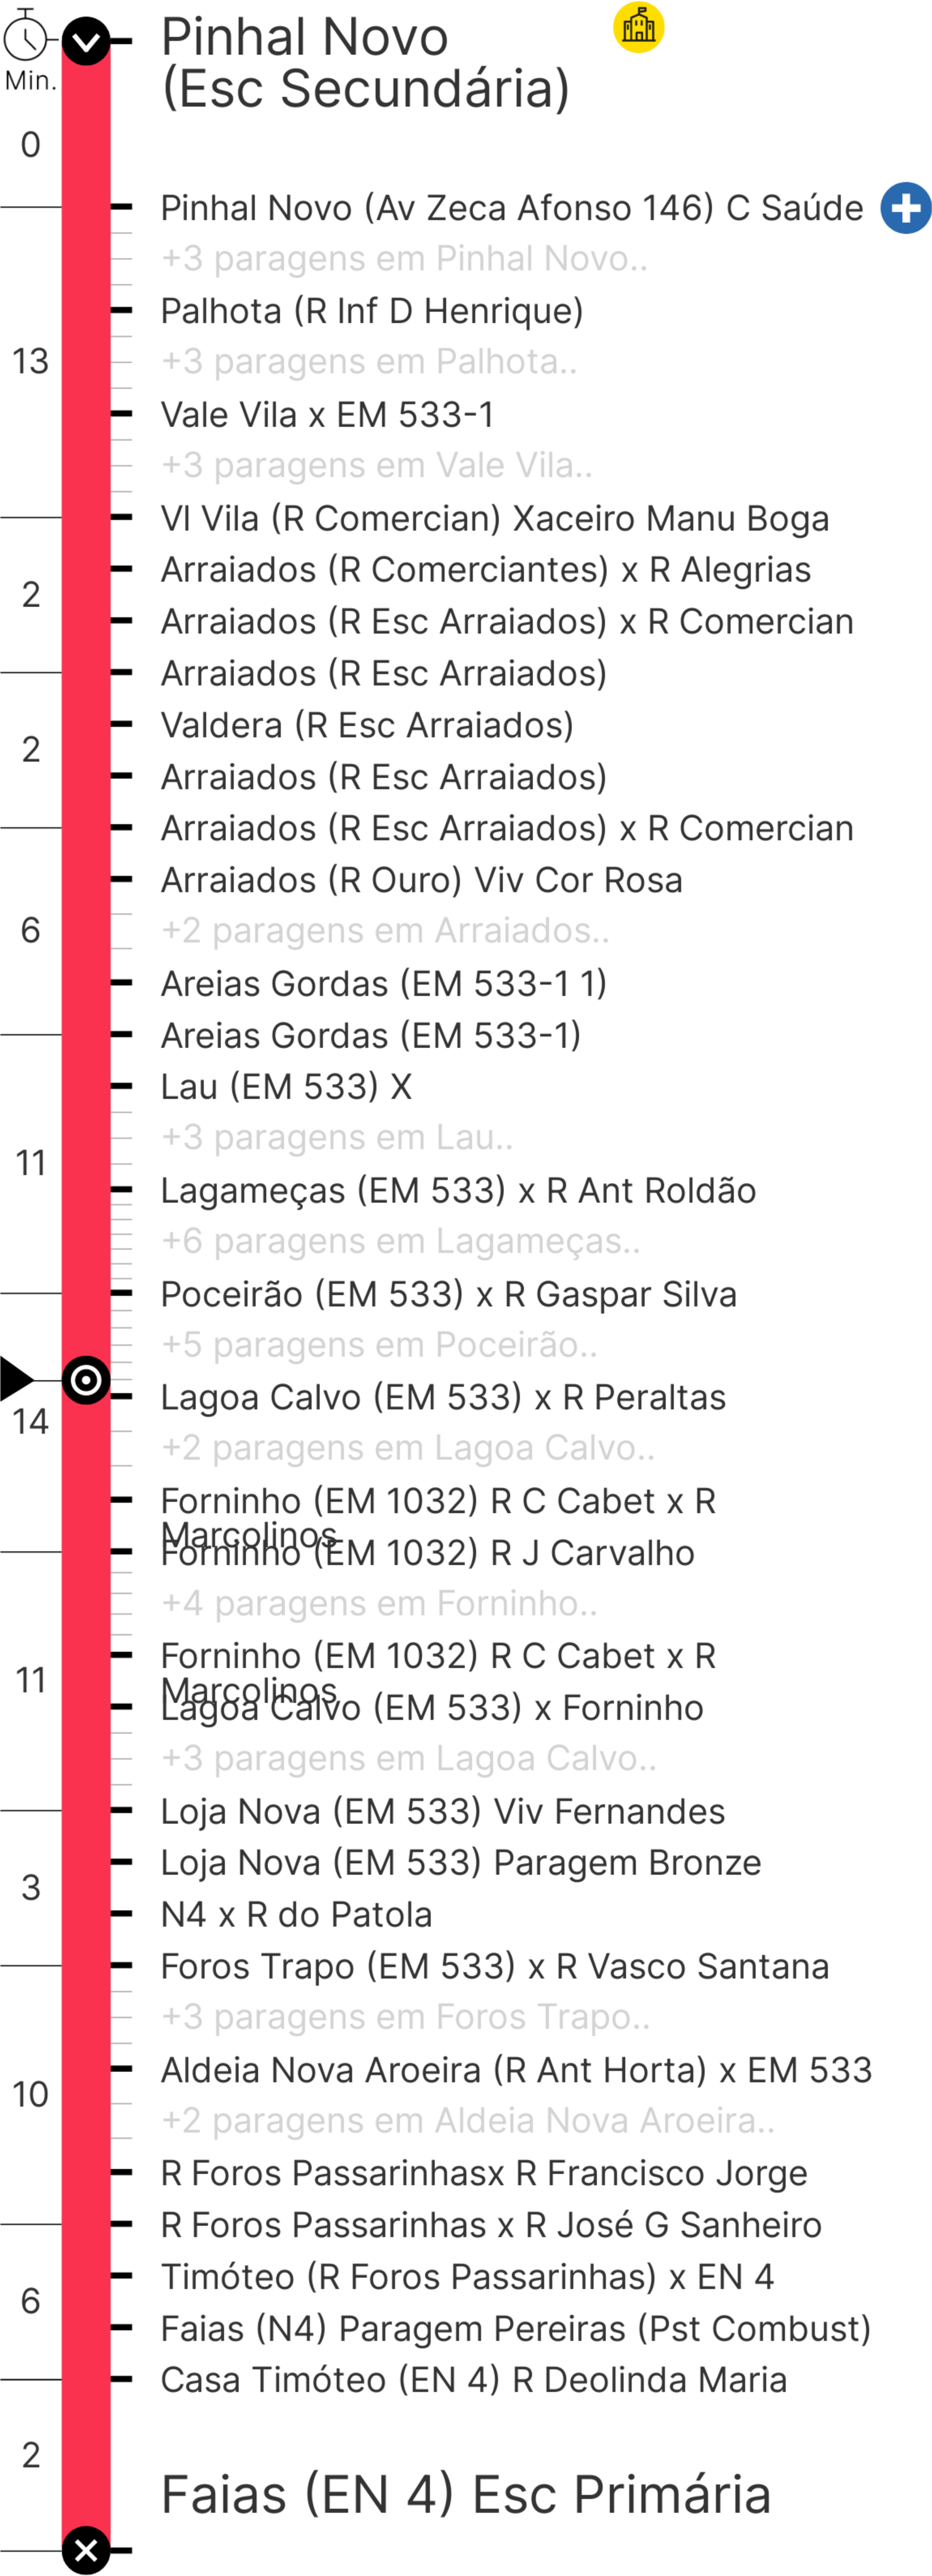 Pinhal Novo
(Esc Secundária)
Min.
0
Pinhal Novo (Av Zeca Afonso 146) C Saúde
+3 paragens em Pinhal Novo..
Palhota (R Inf D Henrique)
13
+3 paragens em Palhota..
Vale Vila x EM 533-1
+3 paragens em Vale Vila..
Vl Vila (R Comercian) Xaceiro Manu Boga
Arraiados (R Comerciantes) x R Alegrias
2
Arraiados (R Esc Arraiados) x R Comercian
Arraiados (R Esc Arraiados)
Valdera (R Esc Arraiados)
2
Arraiados (R Esc Arraiados)
Arraiados (R Esc Arraiados) x R Comercian
Arraiados (R Ouro) Viv Cor Rosa
6
+2 paragens em Arraiados..
Areias Gordas (EM 533-1 1)
Areias Gordas (EM 533-1)
Lau (EM 533) X
+3 paragens em Lau..
11
Lagameças (EM 533) x R Ant Roldão
+6 paragens em Lagameças..
Poceirão (EM 533) x R Gaspar Silva
+5 paragens em Poceirão..
Lagoa Calvo (EM 533) x R Peraltas
14
+2 paragens em Lagoa Calvo..
Forninho (EM 1032) R C Cabet x R
Marcolinos
Forninho (EM 1032) R J Carvalho
+4 paragens em Forninho..
Forninho (EM 1032) R C Cabet x R
11
Marcolinos
Lagoa Calvo (EM 533) x Forninho
+3 paragens em Lagoa Calvo..
Loja Nova (EM 533) Viv Fernandes
Loja Nova (EM 533) Paragem Bronze
3
N4 x R do Patola
Foros Trapo (EM 533) x R Vasco Santana
+3 paragens em Foros Trapo..
Aldeia Nova Aroeira (R Ant Horta) x EM 533
10
+2 paragens em Aldeia Nova Aroeira..
R Foros Passarinhasx R Francisco Jorge
R Foros Passarinhas x R José G Sanheiro
Timóteo (R Foros Passarinhas) x EN 4
6
Faias (N4) Paragem Pereiras (Pst Combust)
Casa Timóteo (EN 4) R Deolinda Maria
2
Faias (EN 4) Esc Primária